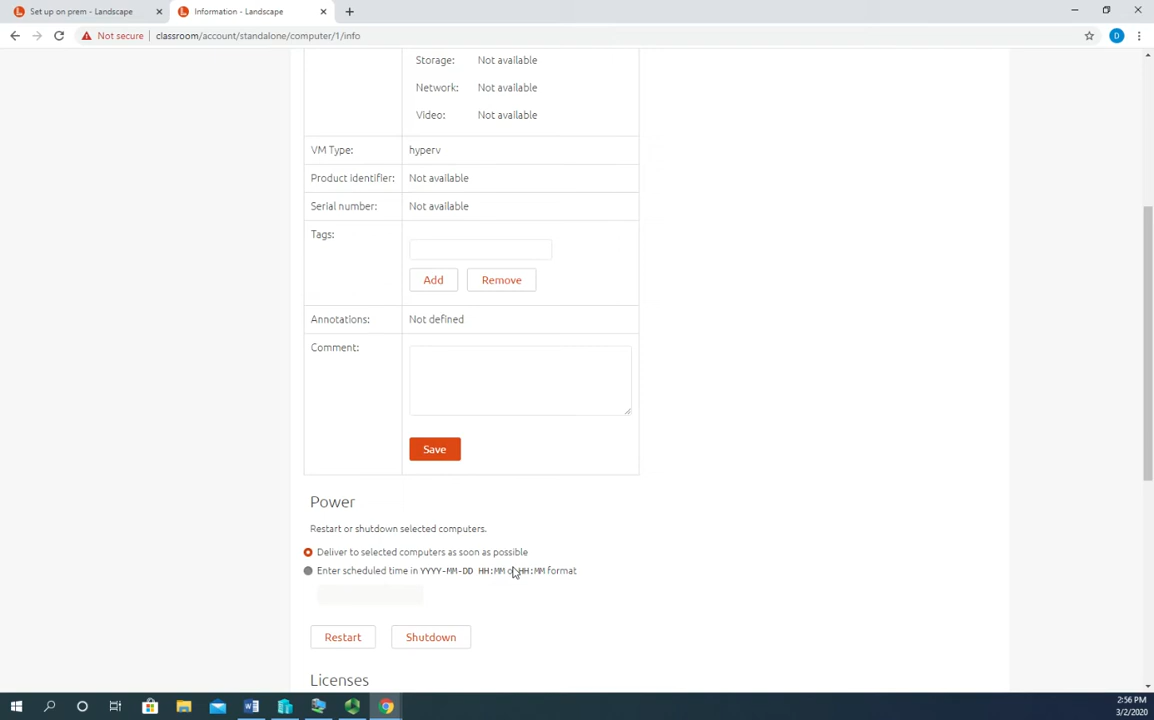 Set up on prem - Landscape
Information - Landscape
Not secure
classroom/account/standalone/computer/1/info
D
Storage: Not available
Network: Not available
Video: Not available
VM Type: hyperv
Product identifier: Not available
Serial number: Not available
Tags:
Add Remove
Annotations: Not defined
Comment:
Save
Power
Restart or shutdown selected computers.
Deliver to selected computers as soon as possible
Enter scheduled time in YYYY-MM-DD HH:MM or HH:MM format
Restart Shutdown
Licenses
2:56 PM
3/2/2020